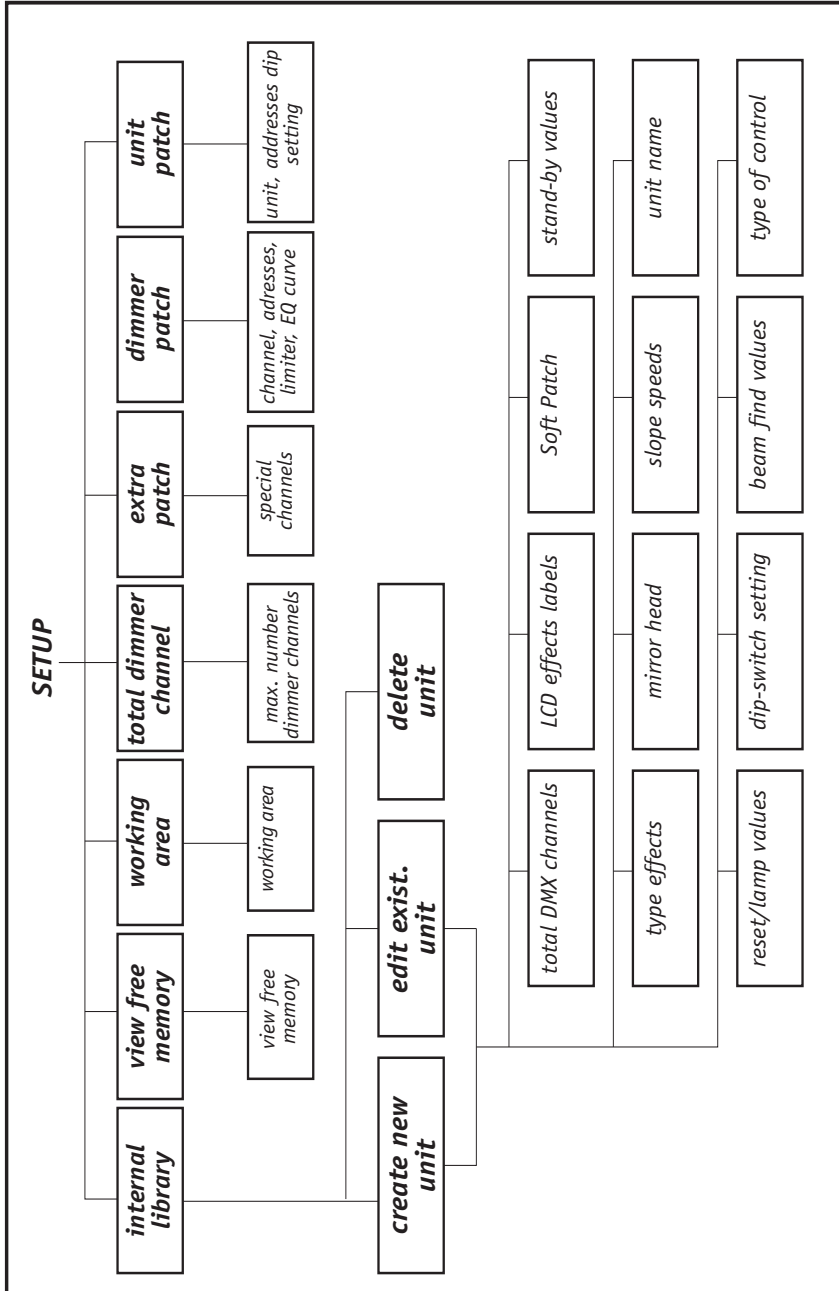 SETUP
internal
library
view free
memory
working
area
total dimmer
channel
extra
patch
dimmer
patch
unit
patch
view free
memory
working area
max. number
dimmer channels
special
channels
channel, adresses,
limiter, EQ curve
unit, addresses dip
setting
create new
unit
edit exist.
unit
delete
unit
total DMX channels
LCD effects labels
Soft Patch
stand-by values
type effects
mirror head
slope speeds
unit name
reset/lamp values
dip-switch setting
beam find values
type of control